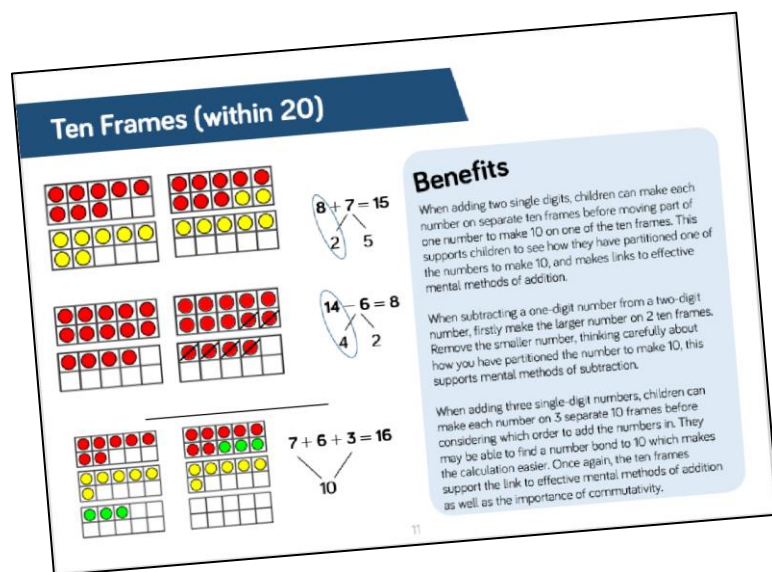 Ten Frames (within 20)
8 + 7 = 15
2 5
14 – 6 = 8
4 2
7 + 6 + 3 = 16
10
Benefits
When adding two single digits, children can make each
number on separate ten frames before moving part of
one number to make 10 on one of the ten frames. This
supports children to see how they have partitioned one of
the numbers to make 10, and makes links to effective
mental methods of addition.
When subtracting a one-digit number from a two-digit
number, firstly make the larger number on 2 ten frames.
Remove the smaller number, thinking carefully about
how you have partitioned the number to make 10, this
supports mental methods of subtraction.
When adding three single-digit numbers, children can
make each number on 3 separate 10 frames before
considering which order to add the numbers in. They
may be able to find a number bond to 10 which makes
the calculation easier. Once again, the ten frames
support the link to effective mental methods of addition
as well as the importance of commutativity.
11